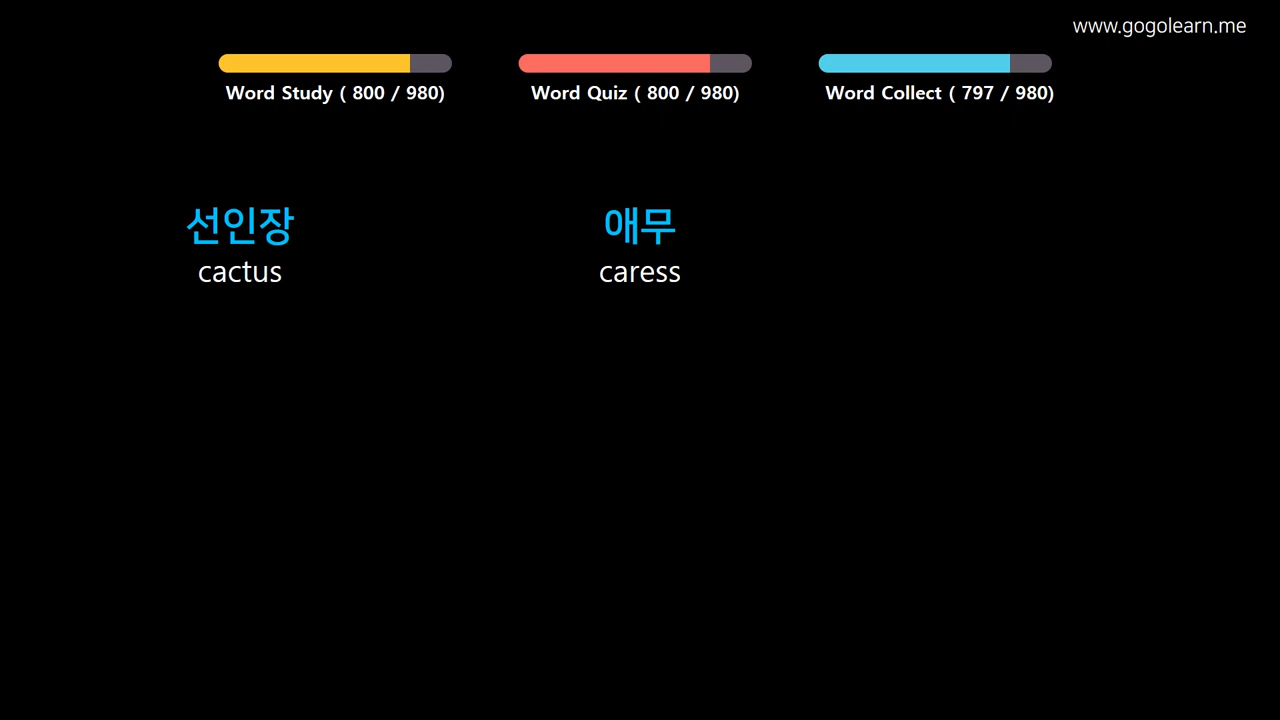 www.gogolearn.me
Word Study ( 800 / 980)
Word Quiz ( 800 / 980)
Word Collect ( 797 / 980)
선인장
cactus
애무
caress